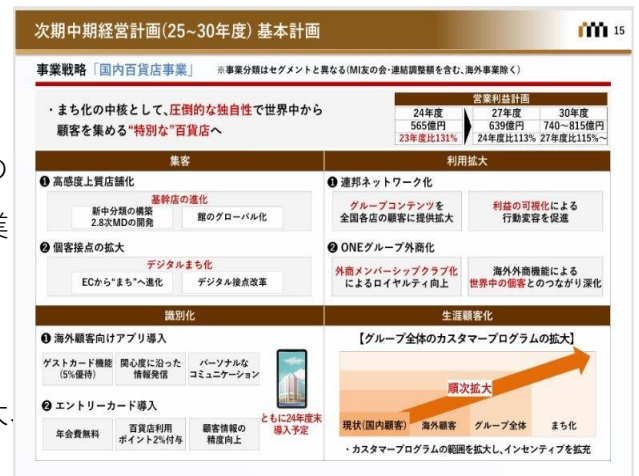 次期中期経営計画(25~30年度) 基本計画
15
事業戦略「国内百貨店事業」 ※事業分類はセグメントと異なる(MI友の会・連結調整額を含む、海外事業除く)
・まち化の中核として、圧倒的な独自性で世界中から
顧客を集める“特別な”百貨店へ
営業利益計画
24年度 27年度 30年度
565億円 639億円 740~815億円
23年度比131% 24年度比113% 27年度比115%~
の
業
大、
集客
❶ 高感度上質店舗化
基幹店の進化
新中分類の構築
2.8次MDの開発
館のグローバル化
❷ 個客接点の拡大
デジタルまち化
ECから“まち”へ進化
デジタル接点改革
利用拡大
❶ 連邦ネットワーク化
グループコンテンツを
全国各店の顧客に提供拡大
利益の可視化による
行動変容を促進
❷ ONEグループ外商化
外商メンバーシップクラブ化
によるロイヤルティ向上
海外外商機能による
世界中の個客とのつながり深化
識別化
❶ 海外顧客向けアプリ導入
ゲストカード機能
(5%優待)
関心度に沿った
情報発信
パーソナルな
コミュニケーション
❷ エントリーカード導入
年会費無料
百貨店利用
ポイント2%付与
顧客情報の
精度向上
ともに24年度末
導入予定
生涯顧客化
【グループ全体のカスタマープログラムの拡大】
順次拡大
現状(国内顧客) 海外顧客 グループ全体 まち化
・カスタマープログラムの範囲を拡大し、インセンティブを拡充